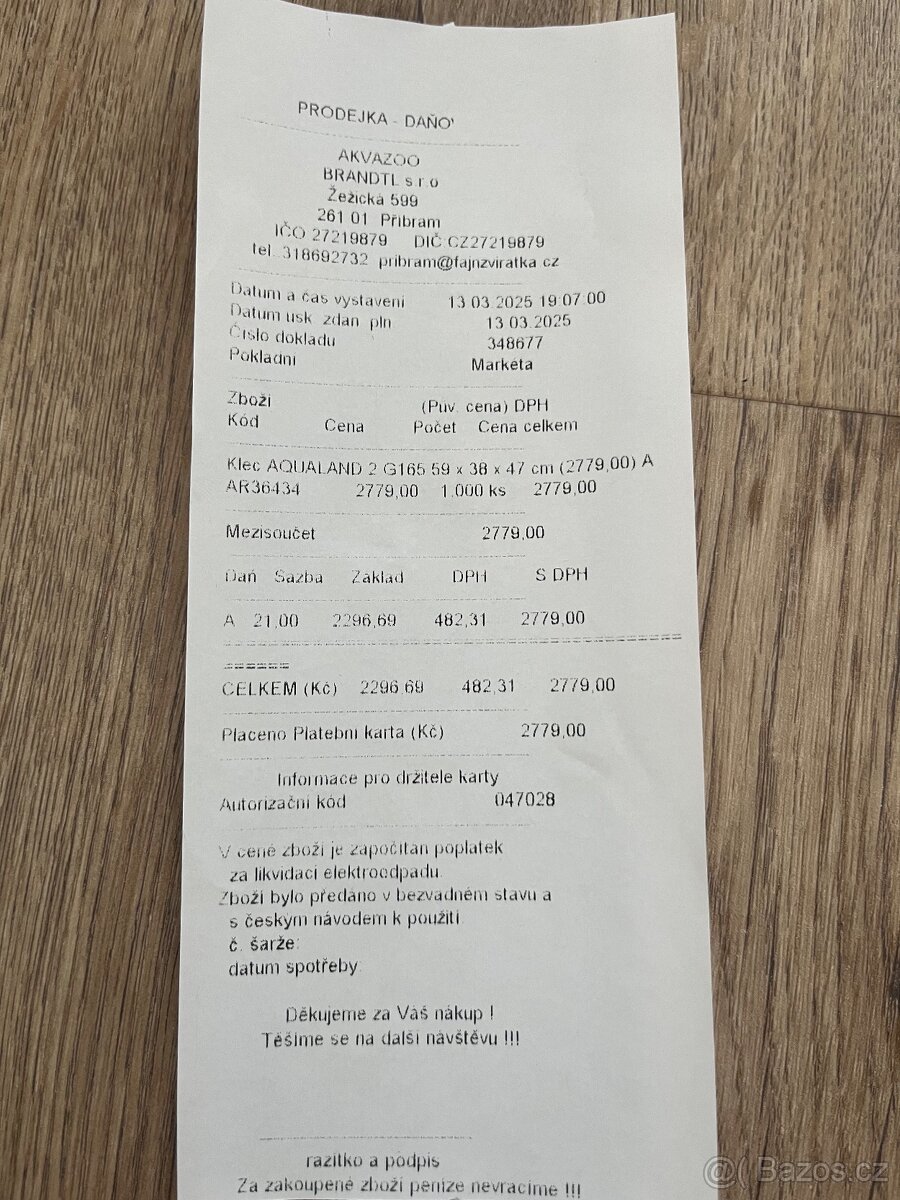 PRODEJKA - DAŇO
AKVAZOO
BRANDTL s.r.o
Žežická 599
261 01 Příbram
IČO 27219879 DIČ CZ27219879
tel. 318692732 pribram@fajnzviratka.cz
Datum a čas vystavení 13.03.2025 19:07:00
Datum usk. zdan. pln 13.03.2025
Číslo dokladu 348677
Pokladní Markéta
Zboží (Puv. cena) DPH
Kód Cena Počet Cena celkem
Klec AQUALAND 2 G165 59 x 38 x 47 cm (2779,00) A
AR36434 2779,00 1.000 ks 2779,00
Mezisoučet 2779,00
Daň Sazba Základ DPH S DPH
A 21,00 2296,69 482,31 2779,00
CELKEM (Kč) 2296,69 482,31 2779,00
Placeno Platební karta (Kč) 2779,00
Informace pro držitele karty
Autorizační kód 047028
V ceně zboží je započítán poplatek
za likvidaci elektroodpadu.
Zboží bylo předáno v bezvadném stavu a
s českým návodem k použití.
č. šarže:
datum spotřeby:
Děkujeme za Váš nákup !
Těšíme se na další návštěvu !!!
razítko a podpis
Za zakoupené zboží peníze nevracíme !!!
@ Bazos.cz